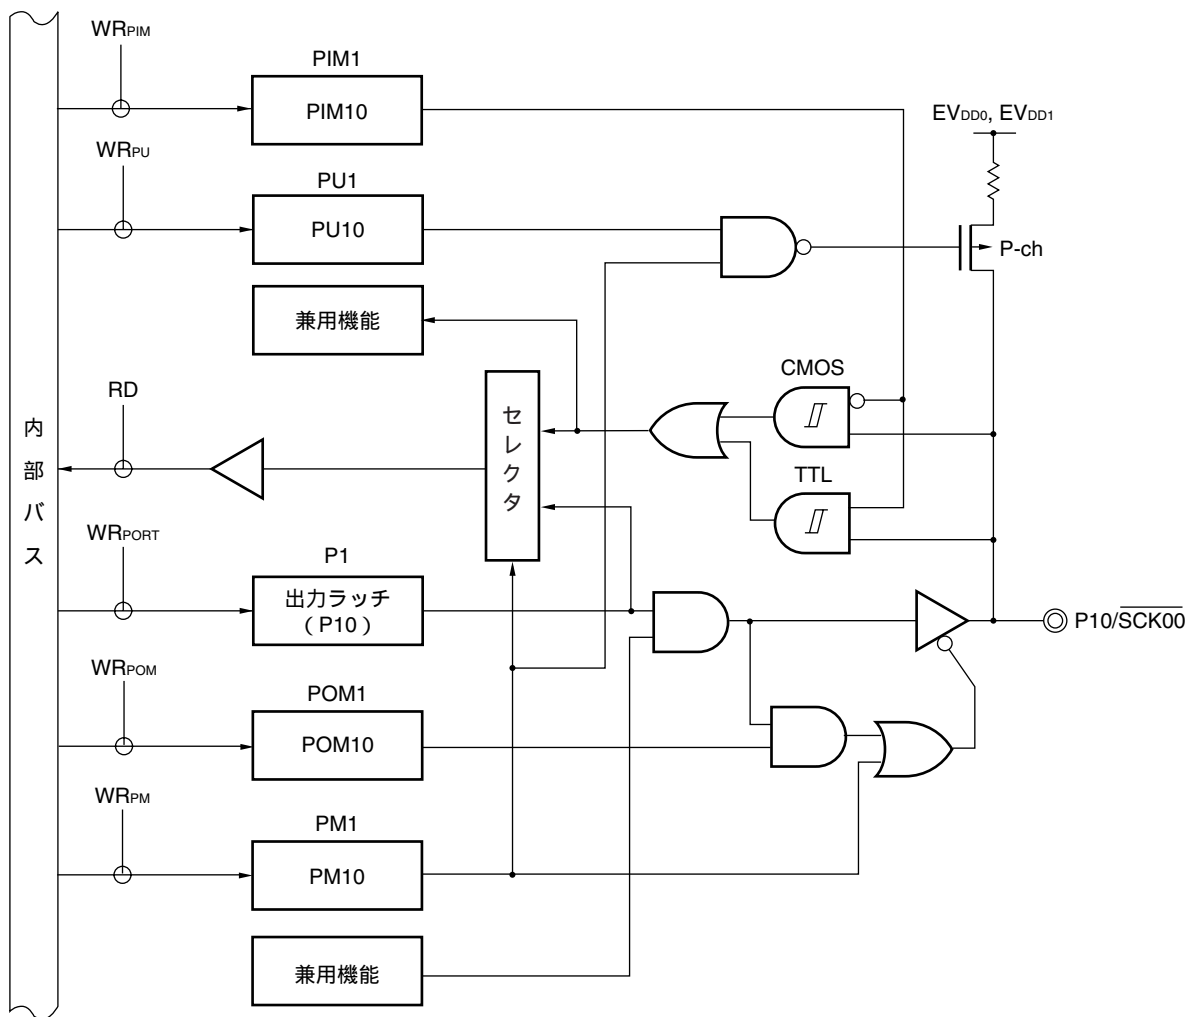 WRPIM
PIM1
PIM10
EVDD0, EVDD1
WRPU
PU1
PU10
P-ch
兼用機能
CMOS
RD
セレクタ
内部バス
TTL
WRPORT
P1
出力ラッチ
（P10）
P10/SCK00
WRPOM
POM1
POM10
WRPM
PM1
PM10
兼用機能